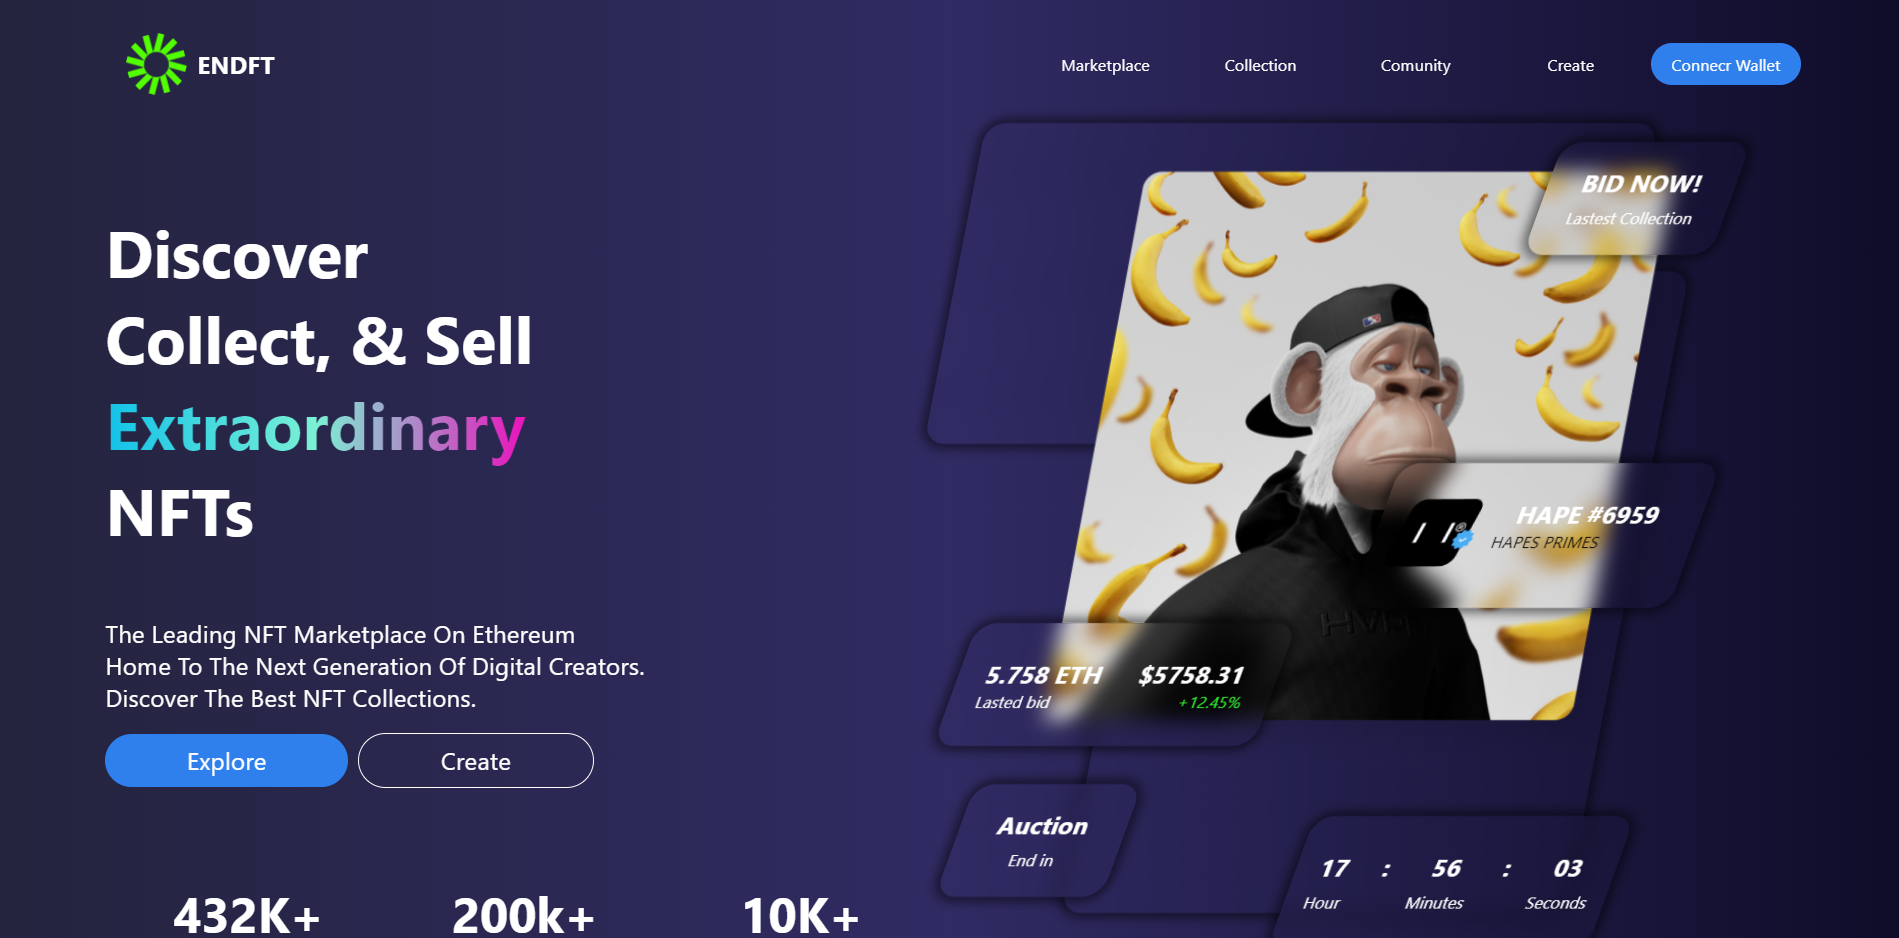 ENDFT
Marketplace
Collection
Comunity
Create
Connecr Wallet
Discover
Collect, & Sell
Extraordinary
NFTs
The Leading NFT Marketplace On Ethereum
Home To The Next Generation Of Digital Creators.
Discover The Best NFT Collections.
Explore
Create
432K+
200k+
10K+
BID NOW!
Lastest Collection
HAPE #6959
HAPES PRIMES
5.758 ETH
$5758.31
Lasted bid
+12.45%
Auction
End in
17 : 56 : 03
Hour Minutes Seconds